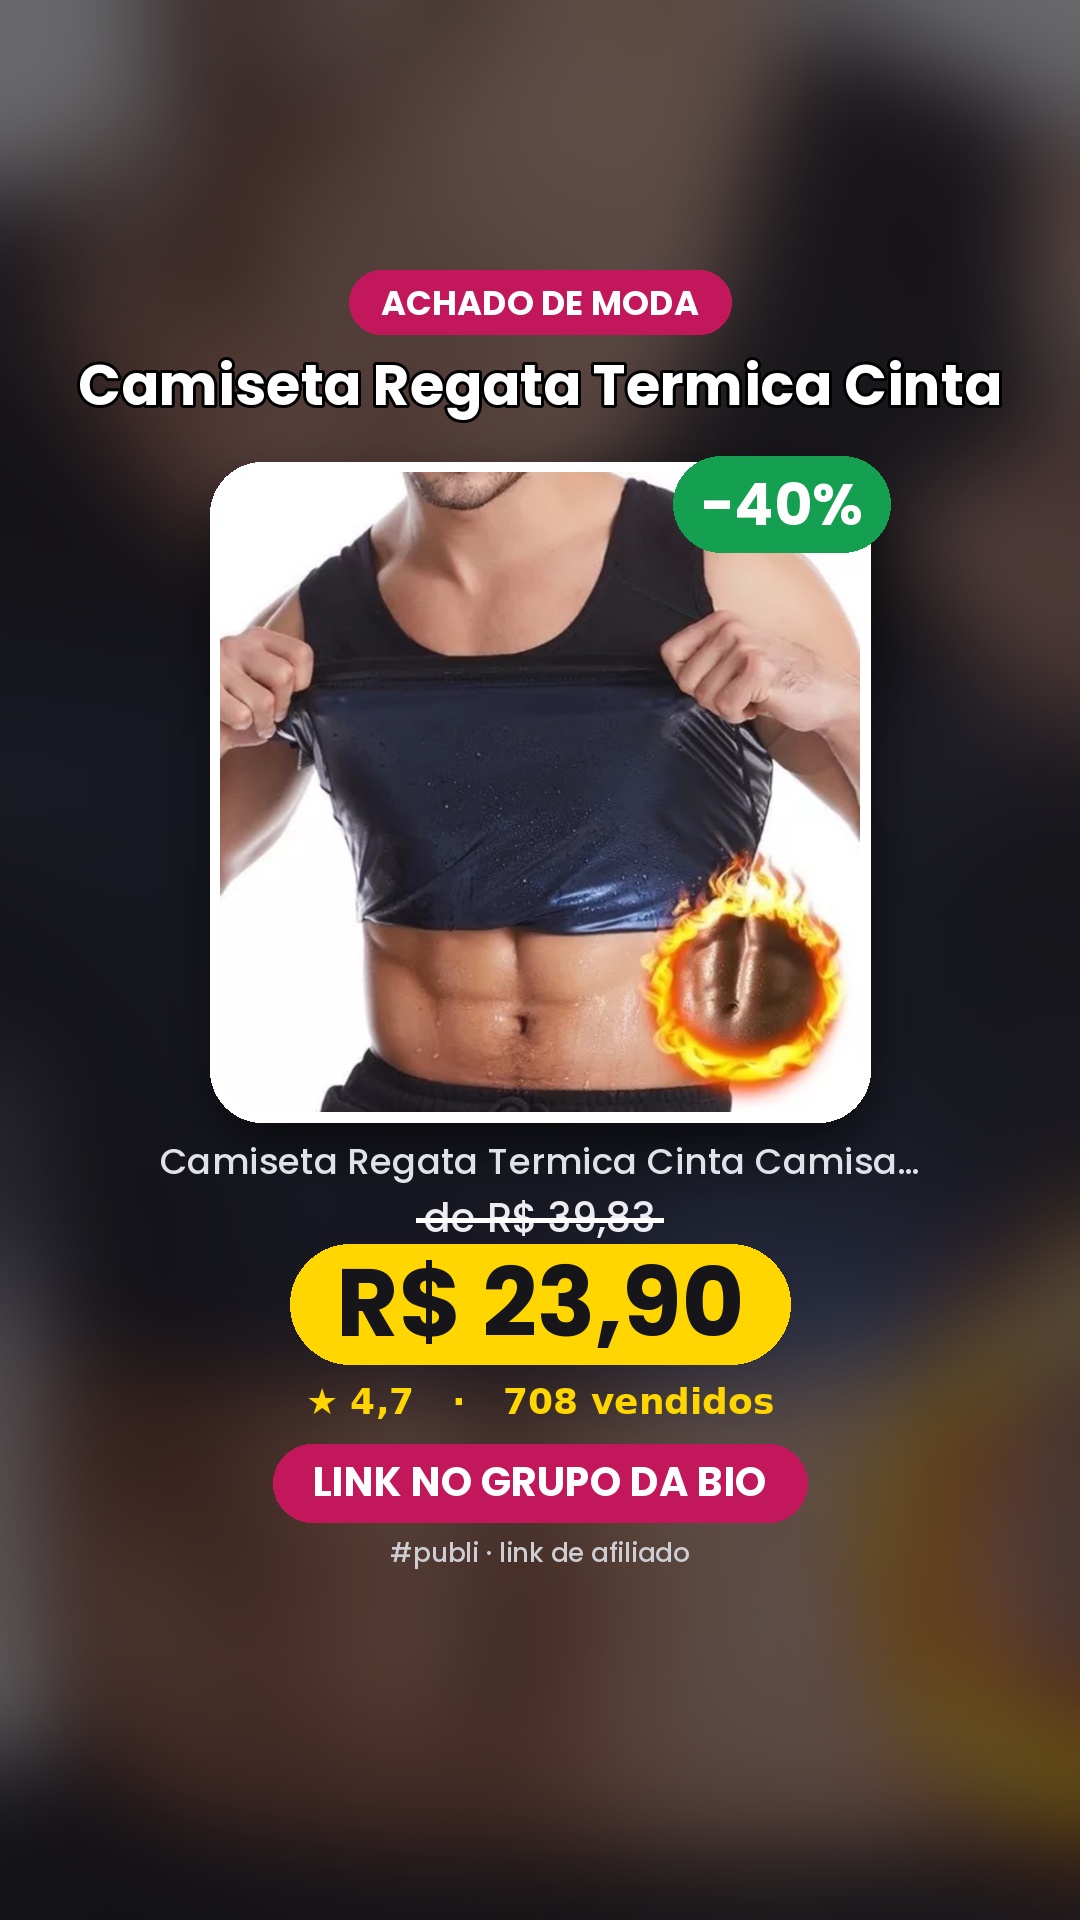 ACHADO DE MODA
Camiseta Regata Termica Cinta
-40%
Camiseta Regata Termica Cinta Camisa...
de R$ 39,83
R$ 23,90
★ 4,7 · 708 vendidos
LINK NO GRUPO DA BIO
#publi · link de afiliado